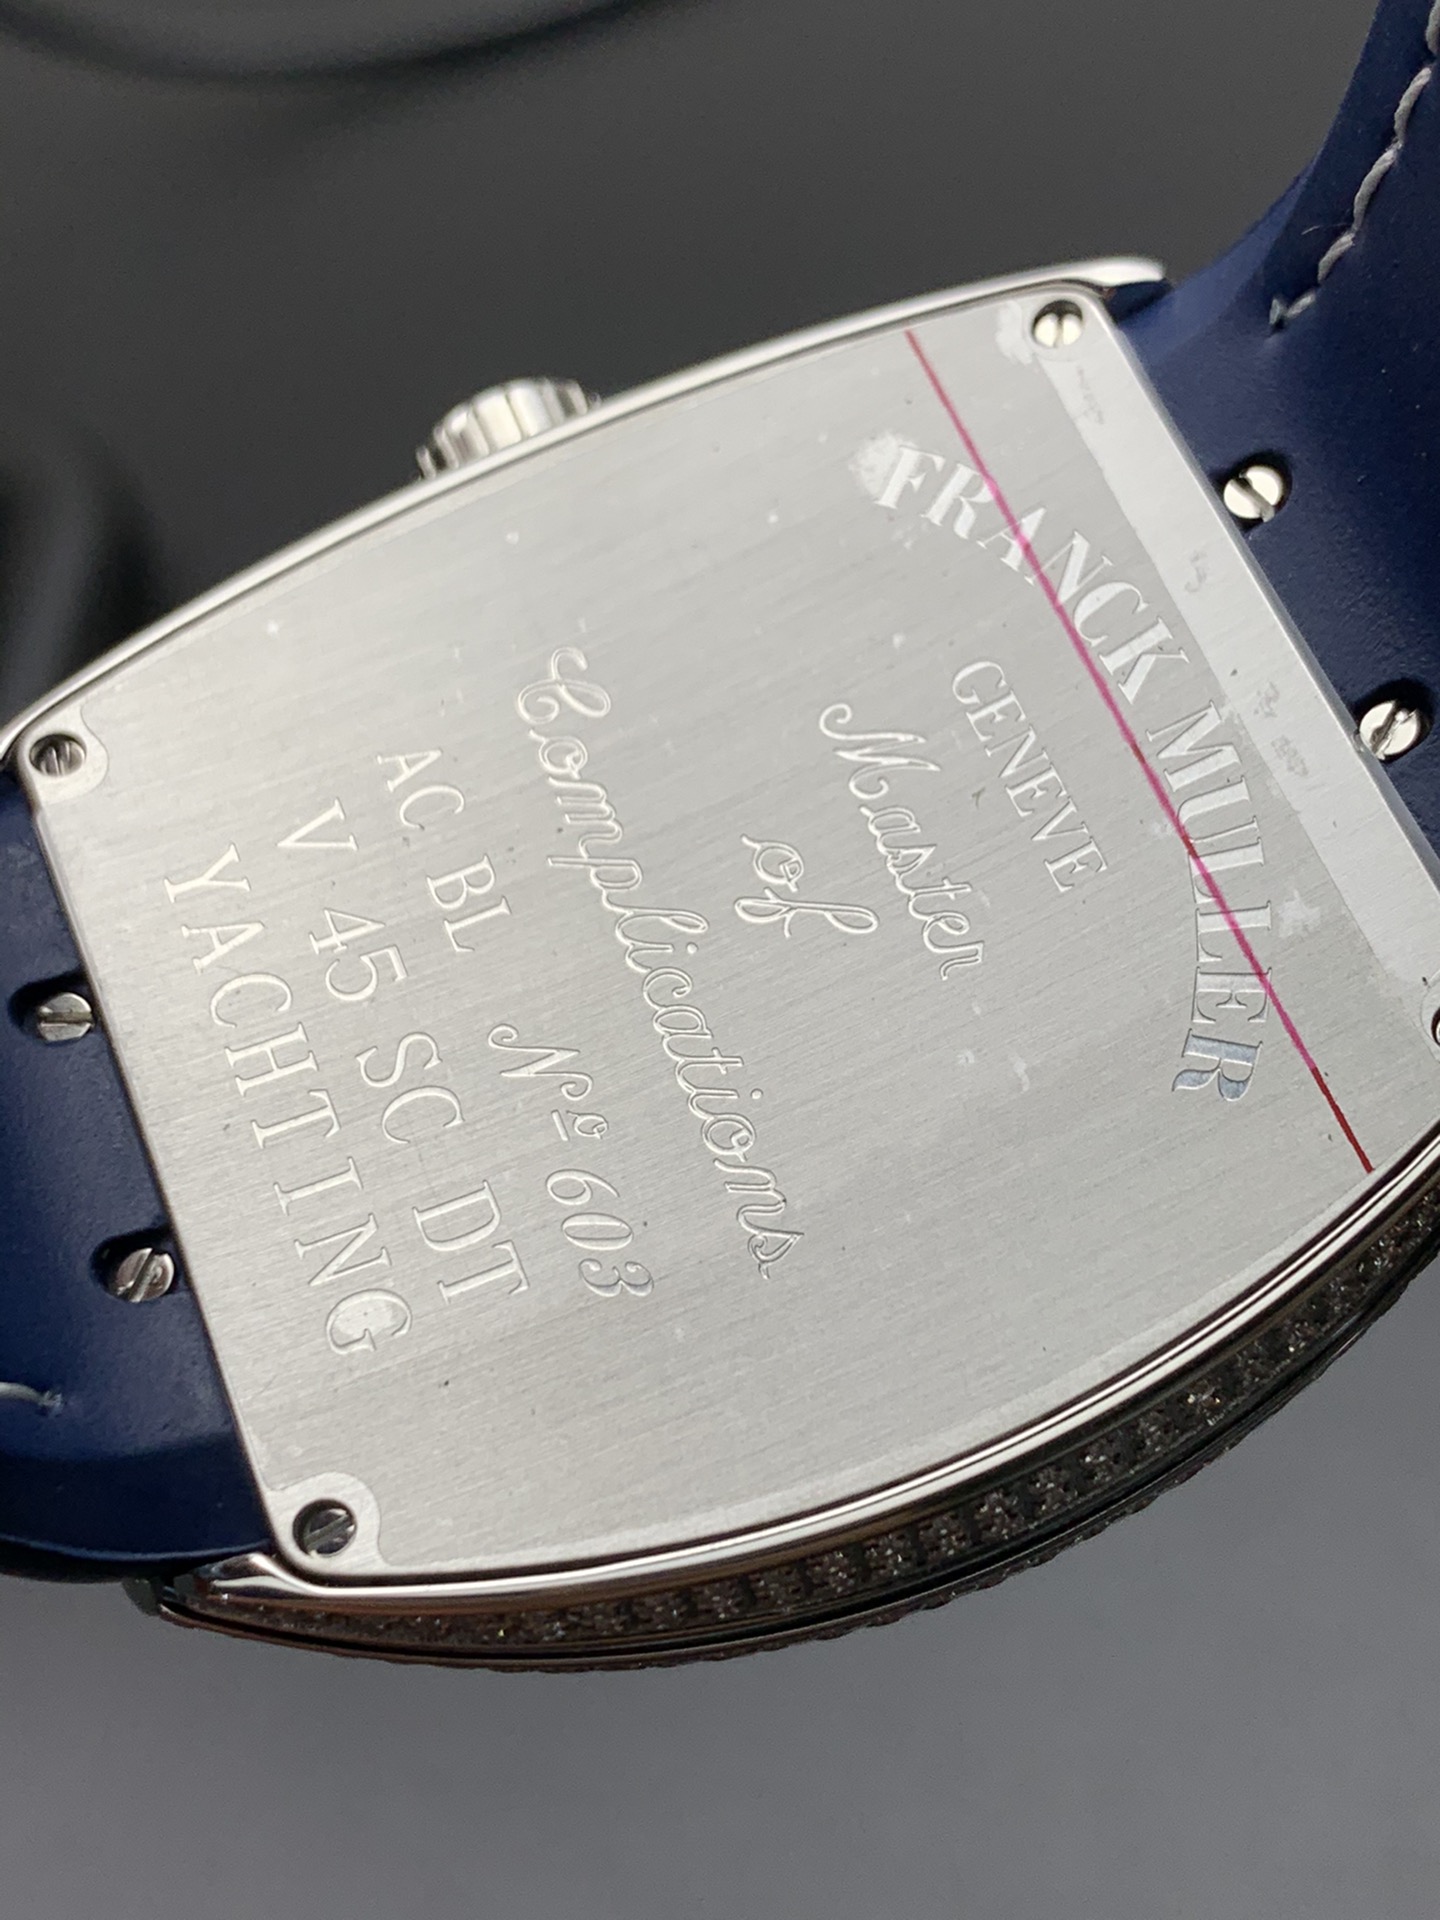 FRANCK MULLER
GENEVE
Master
of
Complications
AC BL Nº 603
V 45 SC DT
YACHTING